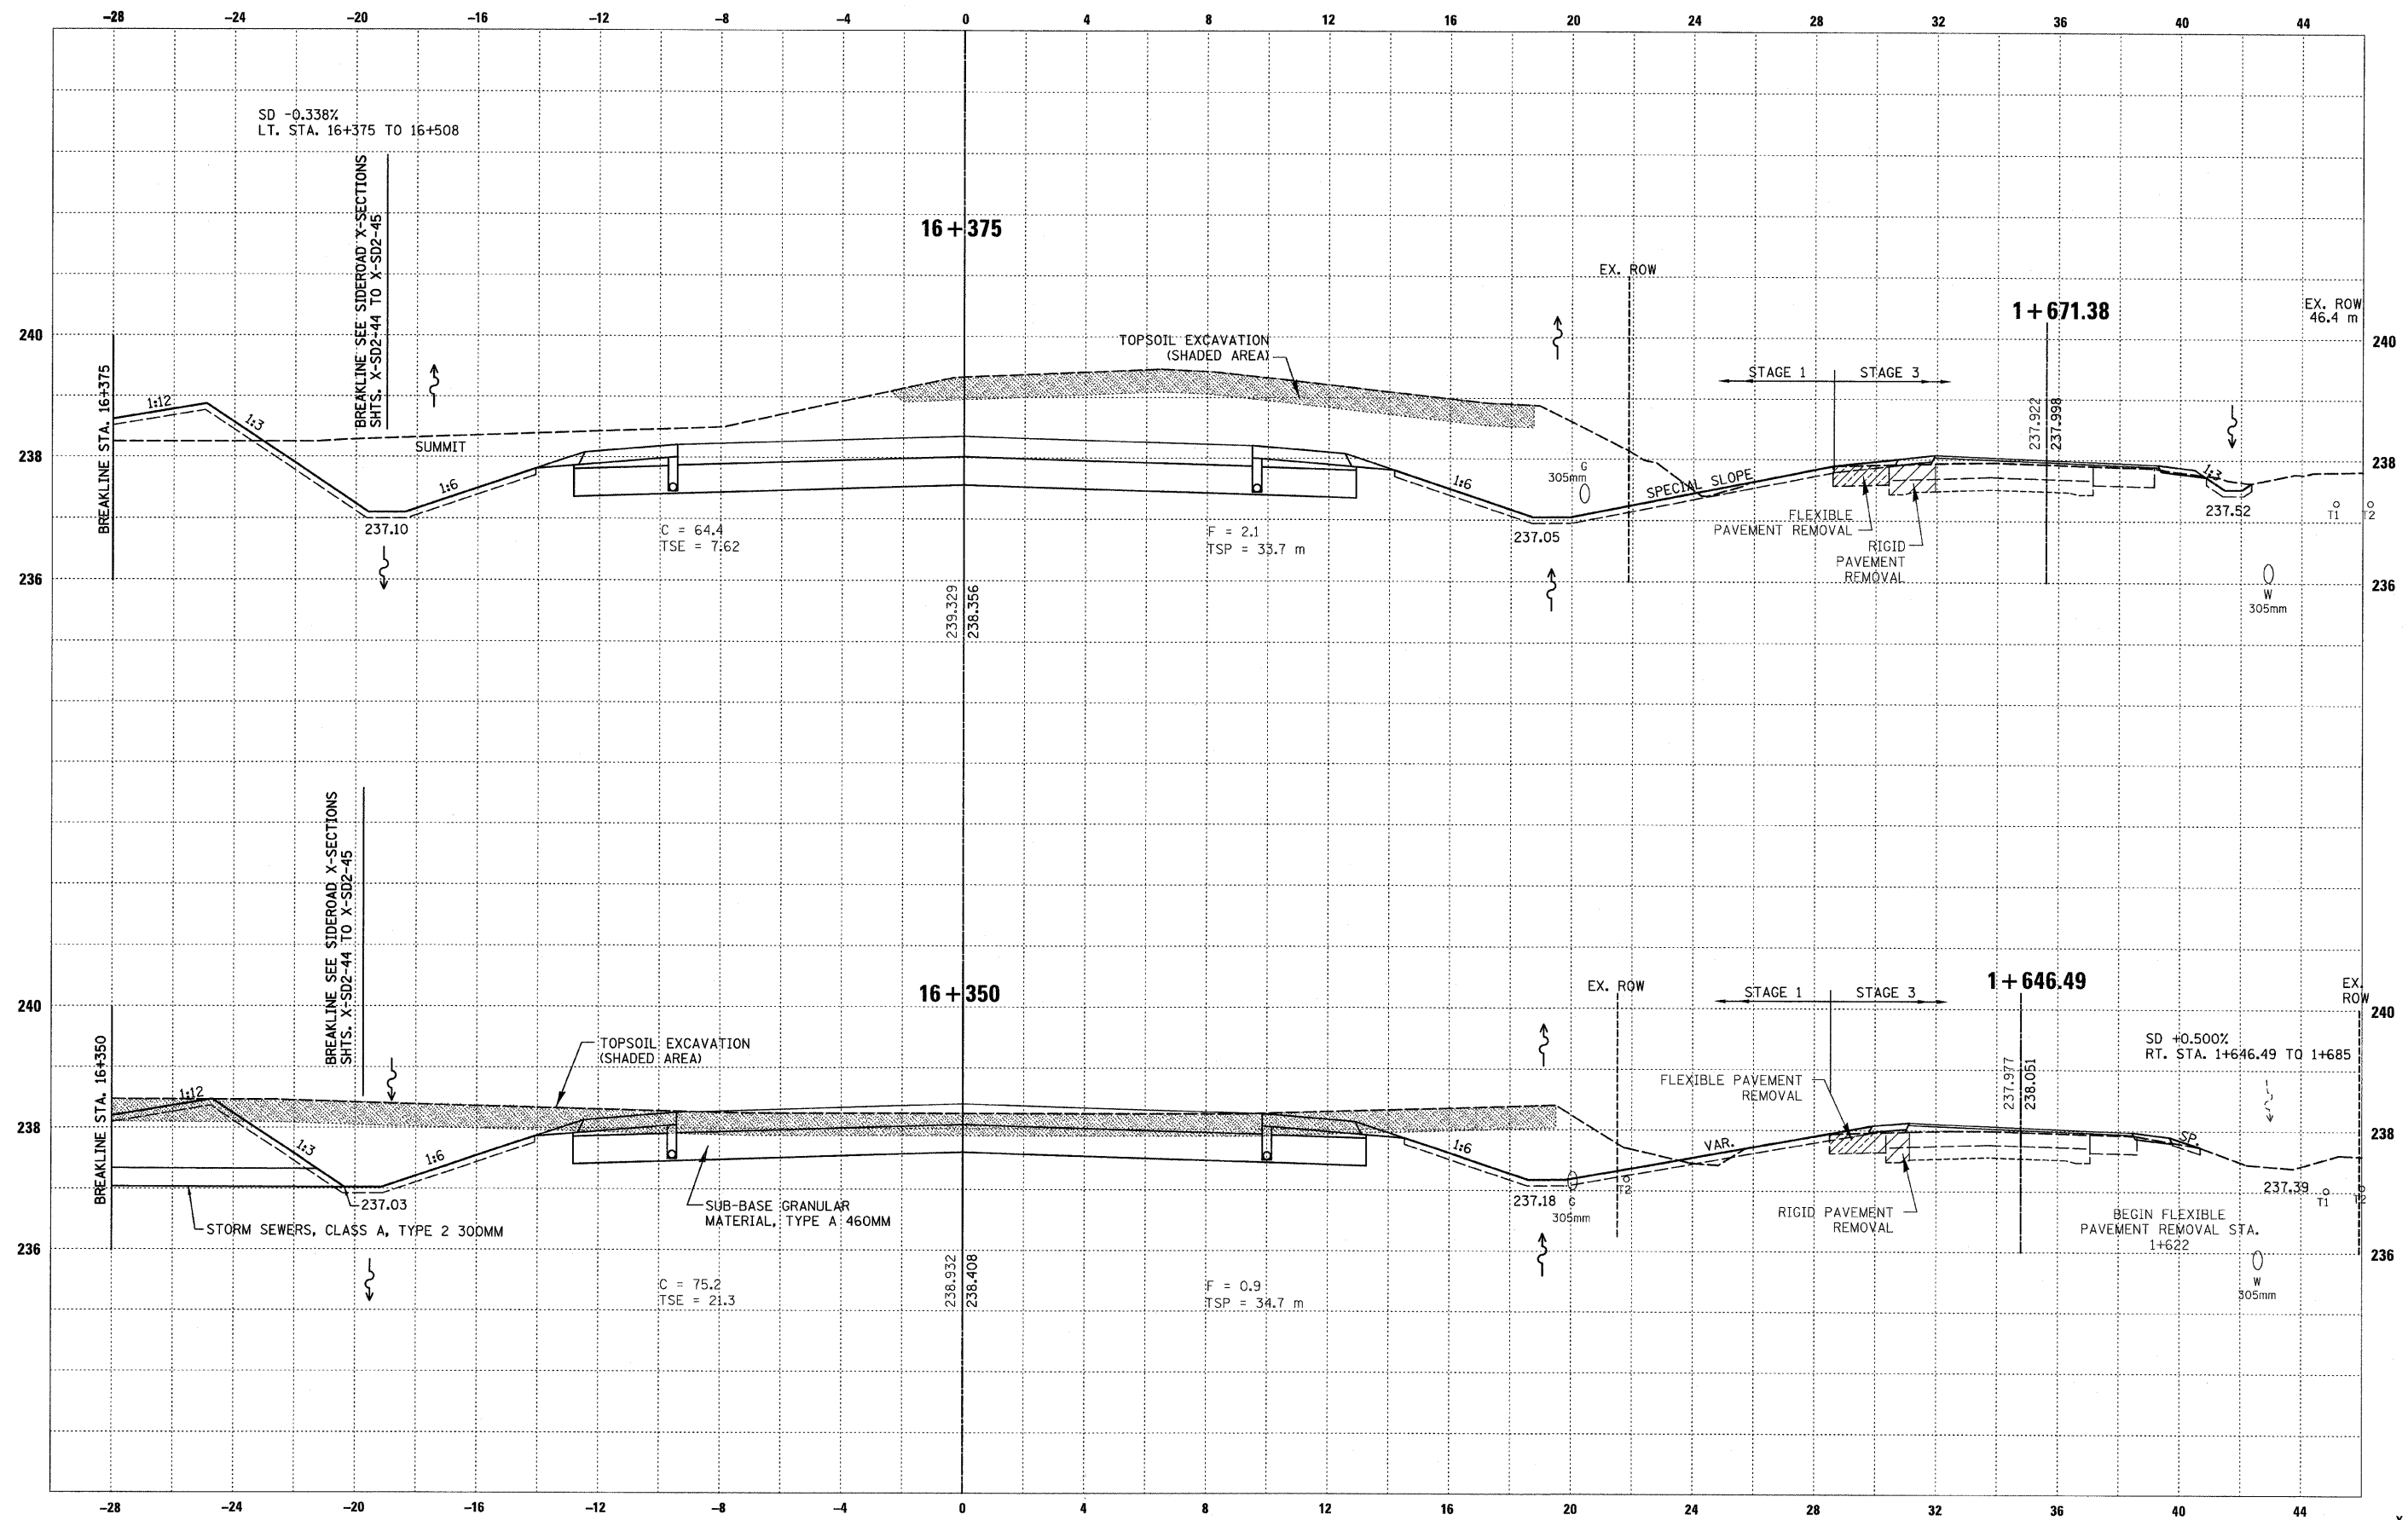 -28 -24 -20 -16 -12 -8 -4 0 4 8 12 16 20 24 28 32 36 40 44
SD -0.338%
LT. STA. 16+375 TO 16+508
BREAKLINE SEE SIDEROAD X-SECTIONS
SHTS. X-SD2-44 TO X-SD2-45
16+375
EX. ROW
1+671.38
EX. ROW
46.4 m
240
240
TOPSOIL EXCAVATION
(SHADED AREA)
STAGE 1
STAGE 3
BREAKLINE STA. 16+375
1:12
1:3
237.922
237.998
SUMMIT
238
238
1:6
G
305mm
1:6
SPECIAL SLOPE
1:3
237.10
C = 64.4
TSE = 7.62
F = 2.1
TSP = 33.7 m
237.05
FLEXIBLE
PAVEMENT REMOVAL
RIGID
PAVEMENT
REMOVAL
237.52
T1
T2
236
236
W
305mm
239.329
238.356
BREAKLINE SEE SIDEROAD X-SECTIONS
SHTS. X-SD2-44 TO X-SD2-45
16+350
EX. ROW
1+646.49
EX.
ROW
STAGE 1
STAGE 3
240
240
BREAKLINE STA. 16+350
TOPSOIL EXCAVATION
(SHADED AREA)
SD +0.500%
RT. STA. 1+646.49 TO 1+685
FLEXIBLE PAVEMENT
REMOVAL
237.977
238.051
1:12
238
238
1:3
1:6
1:6
VAR.
SP.
237.03
SUB-BASE GRANULAR
MATERIAL, TYPE A 460MM
STORM SEWERS, CLASS A, TYPE 2 300MM
237.18
G
305mm
T2
RIGID PAVEMENT
REMOVAL
237.39
T1
T2
BEGIN FLEXIBLE
PAVEMENT REMOVAL STA.
1+622
236
236
238.932
238.408
C = 75.2
TSE = 21.3
F = 0.9
TSP = 34.7 m
W
305mm
-28 -24 -20 -16 -12 -8 -4 0 4 8 12 16 20 24 28 32 36 40 44